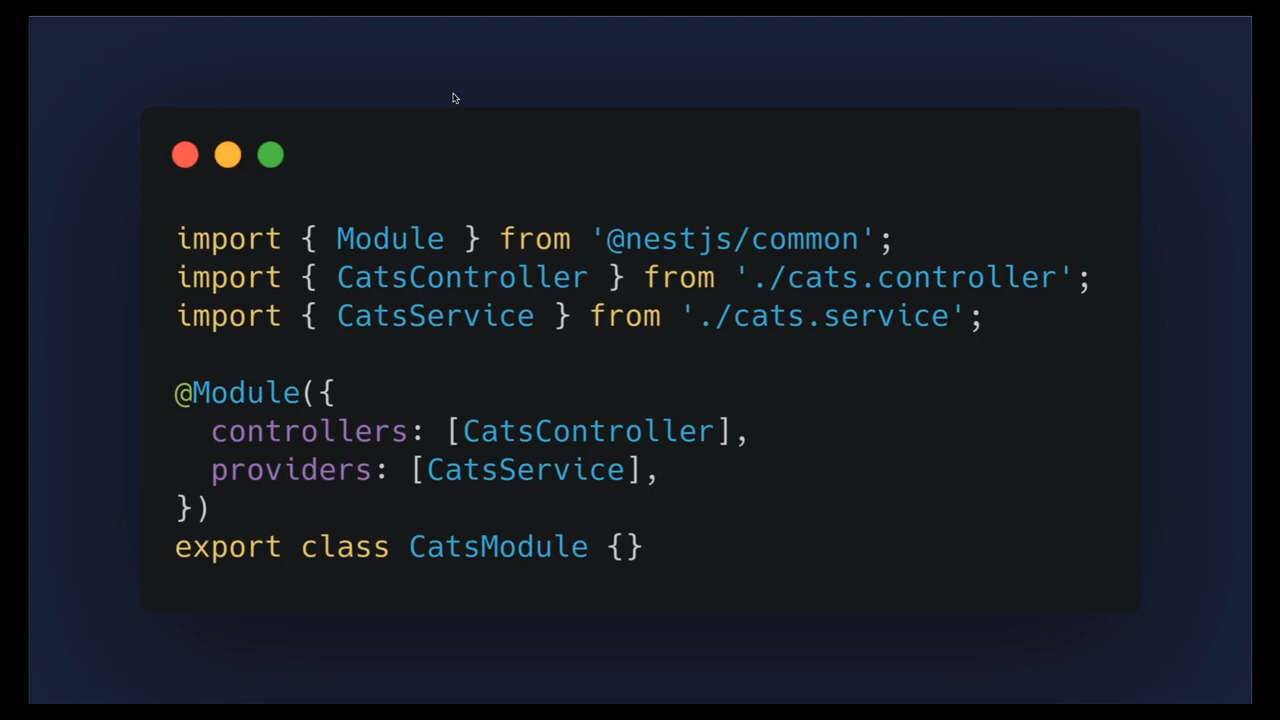 import { Module } from '@nestjs/common';
import { CatsController } from './cats.controller';
import { CatsService } from './cats.service';
@Module({
  controllers: [CatsController],
  providers: [CatsService],
})
export class CatsModule {}